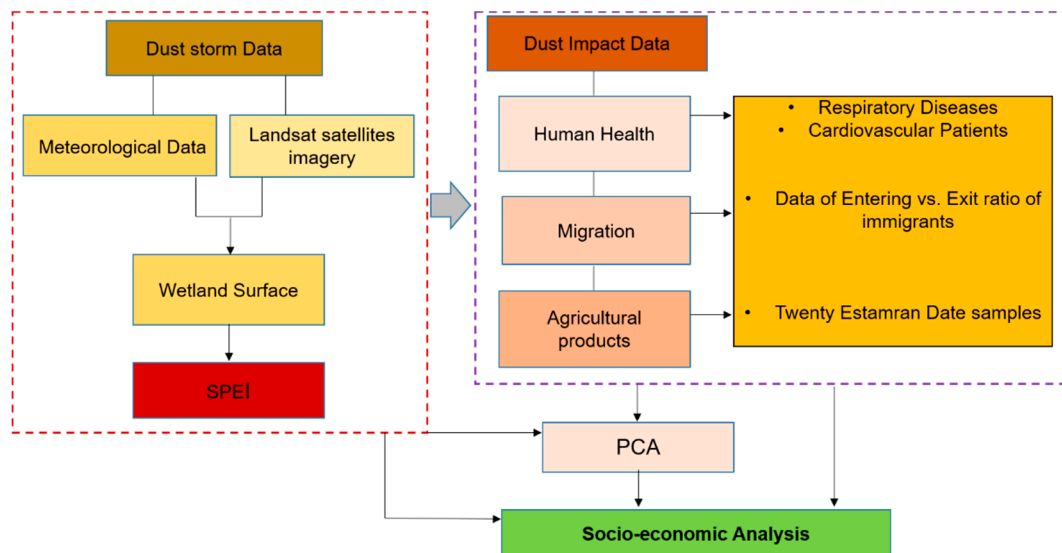 Dust storm Data
Meteorological Data
Landsat satellites
imagery
Wetland Surface
SPEI
Dust Impact Data
Human Health
Migration
Agricultural
products
• Respiratory Diseases
• Cardiovascular Patients
• Data of Entering vs. Exit ratio of
immigrants
• Twenty Estamran Date samples
PCA
Socio-economic Analysis